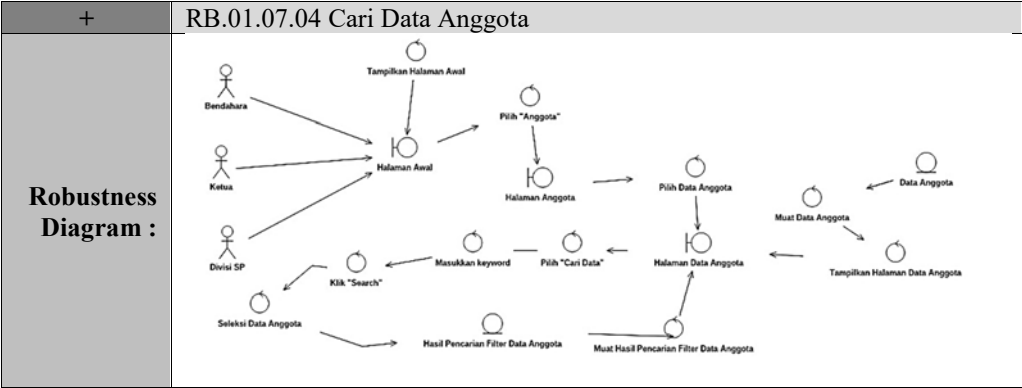 +
RB.01.07.04 Cari Data Anggota
Robustness
Diagram :
Tampilkan Halaman Awal
Bendahara
Pilih "Anggota"
Halaman Awal
Ketua
Halaman Anggota
Pilih Data Anggota
Data Anggota
Muat Data Anggota
Divisi SP
Klik "Search"
Masukkan keyword
Pilih "Cari Data"
Halaman Data Anggota
Tampilkan Halaman Data Anggota
Seleksi Data Anggota
Hasil Pencarian Filter Data Anggota
Muat Hasil Pencarian Filter Data Anggota